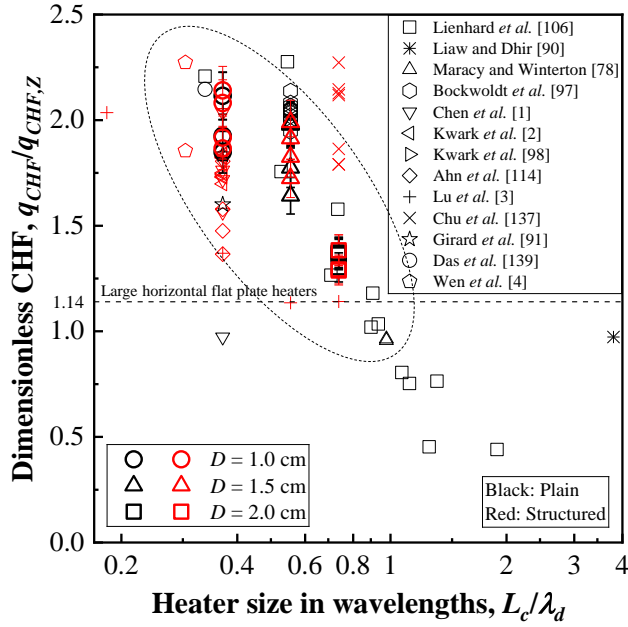 Dimensionless CHF, q_CHF/q_CHF,Z
2.5
2.0
1.5
1.14
1.0
0.5
0.0
Lienhard et al. [106]
Liaw and Dhir [90]
Maracy and Winterton [78]
Bockwoldt et al. [97]
Chen et al. [1]
Kwark et al. [2]
Kwark et al. [98]
Ahn et al. [114]
Lu et al. [3]
Chu et al. [137]
Girard et al. [91]
Das et al. [139]
Wen et al. [4]
Large horizontal flat plate heaters
D = 1.0 cm
D = 1.5 cm
D = 2.0 cm
Black: Plain
Red: Structured
0.2 0.4 0.6 0.8 1 2 4
Heater size in wavelengths, L_c/λ_d